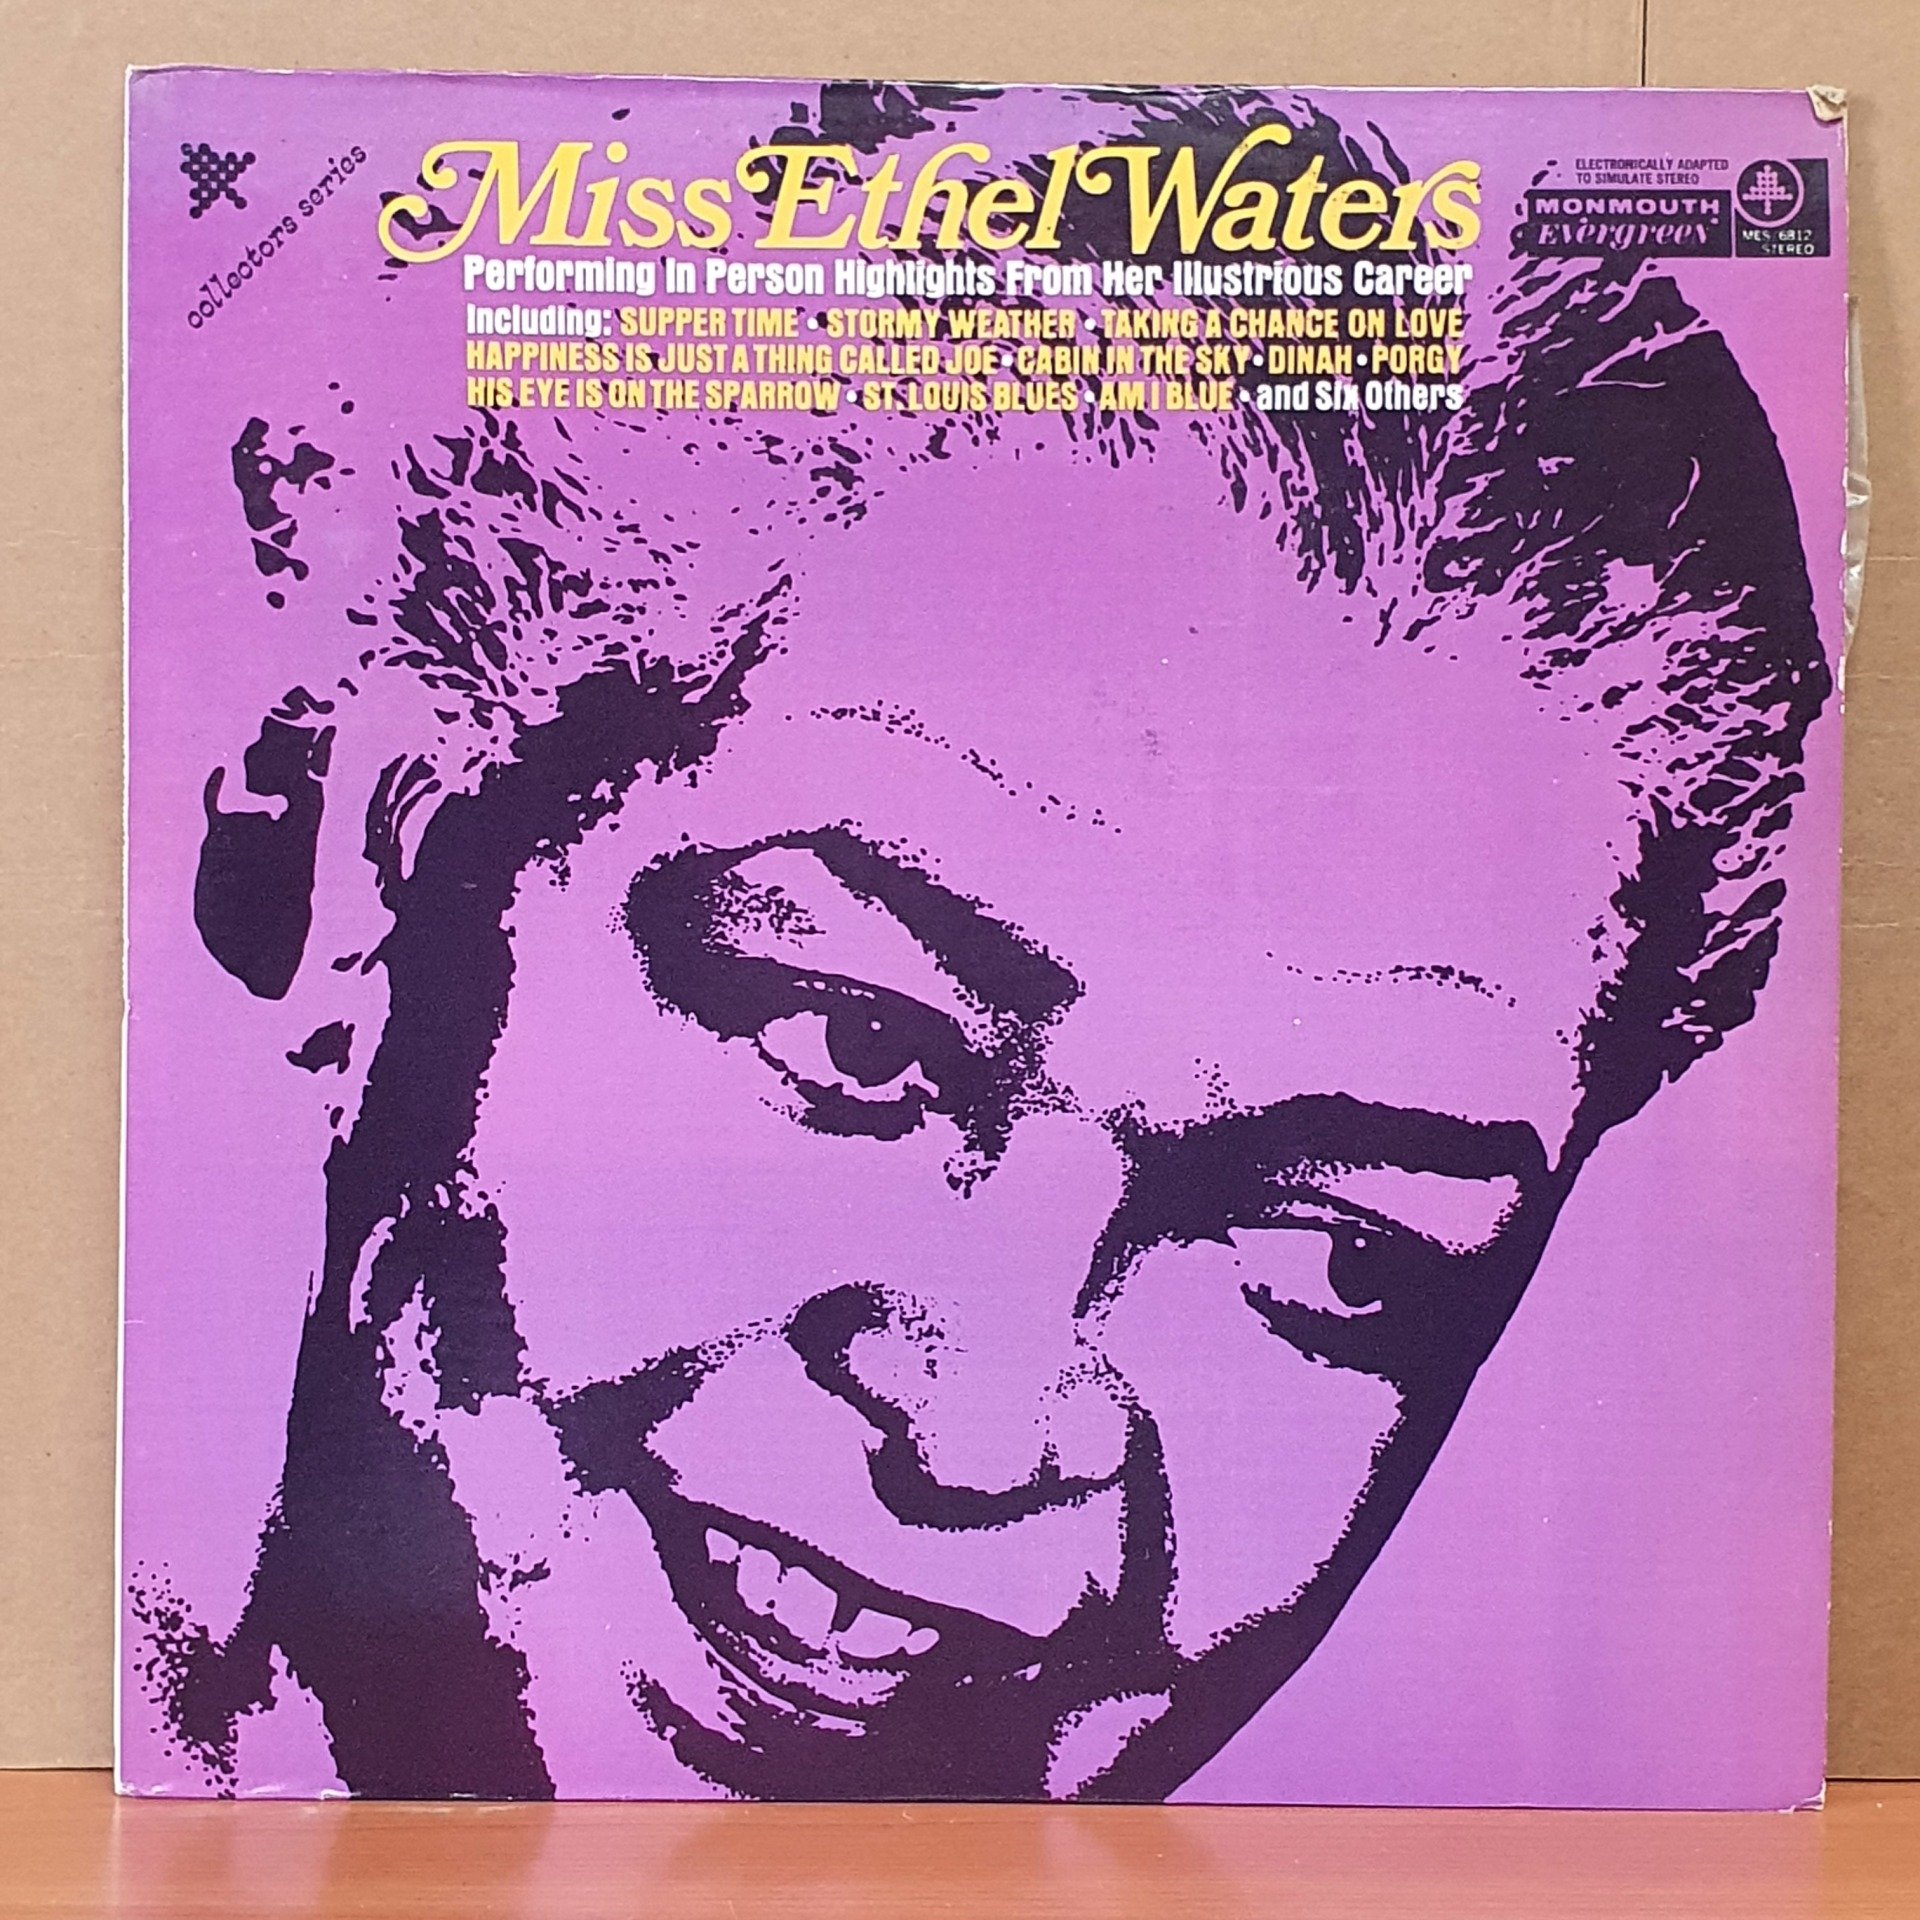 collectors series
Miss Ethel Waters
Performing In Person Highlights From Her Illustrious Career
Including: SUPPER TIME • STORMY WEATHER • TAKING A CHANCE ON LOVE
HAPPINESS IS JUST A THING CALLED JOE • CABIN IN THE SKY • DINAH • PORGY
HIS EYE IS ON THE SPARROW • ST. LOUIS BLUES • AM I BLUE • and Six Others
ELECTRONICALLY ADAPTED
TO SIMULATE STEREO
MONMOUTH
Evergreen
MES/6812
STEREO